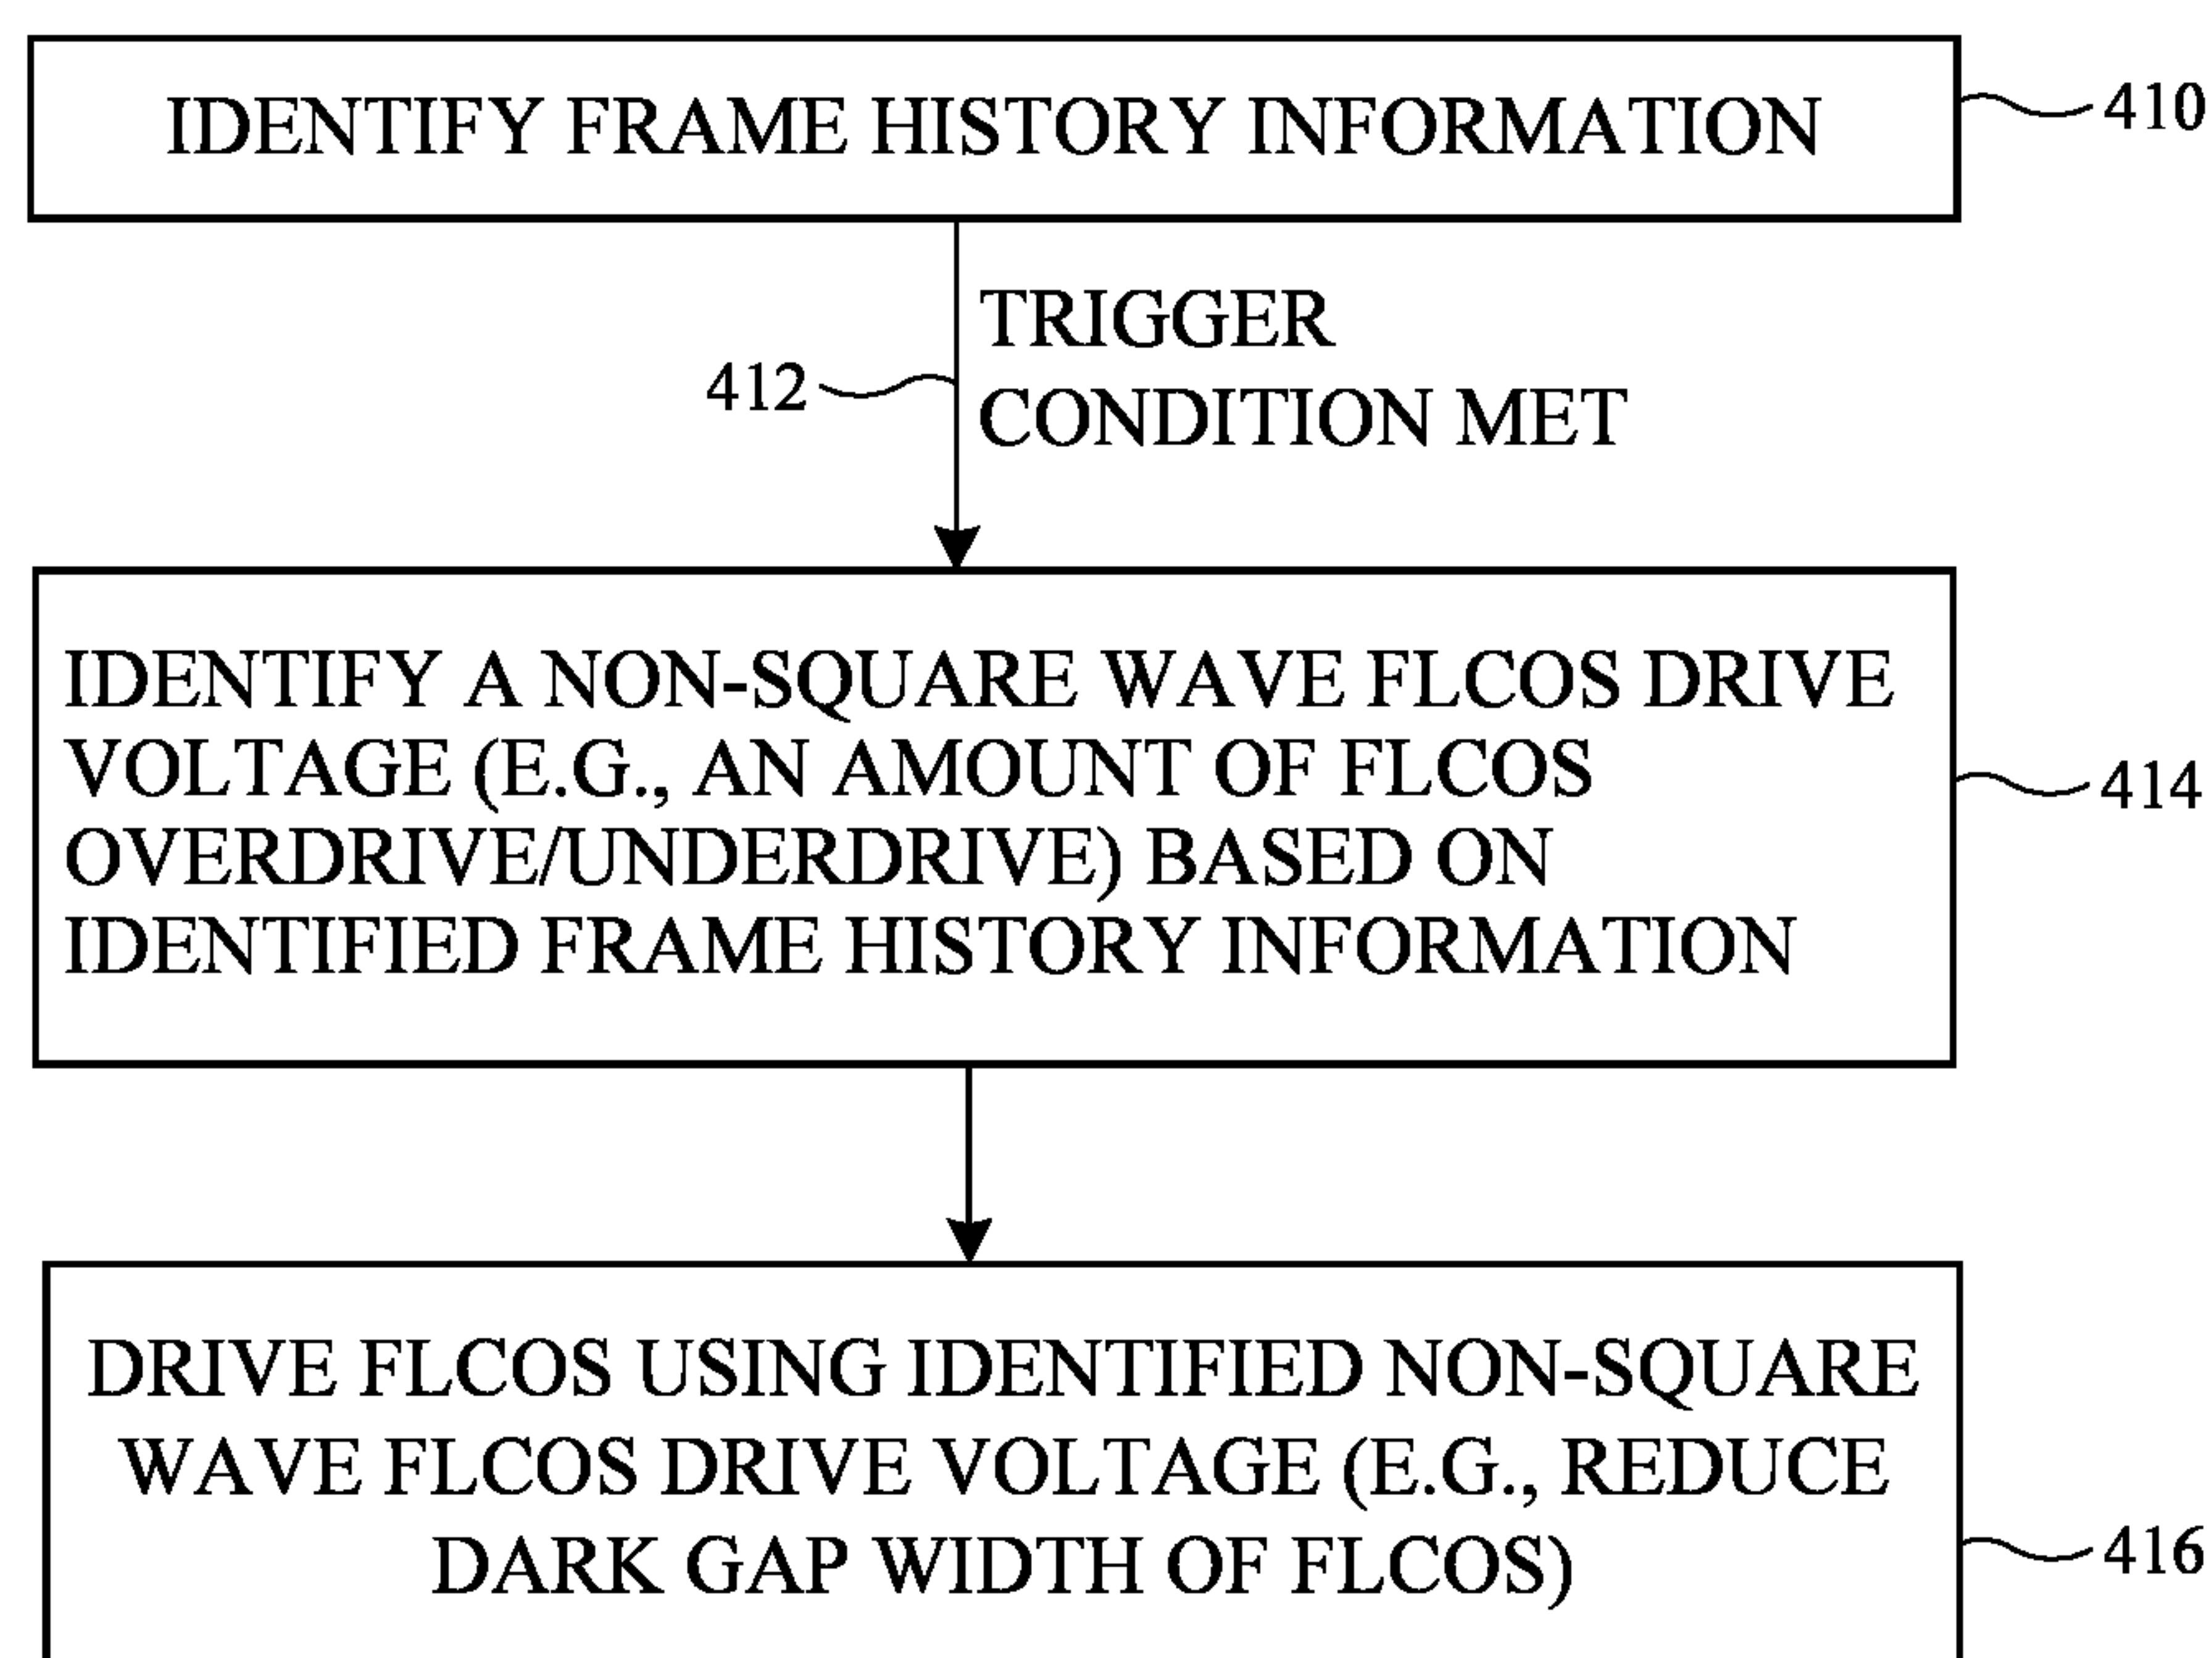 IDENTIFY FRAME HISTORY INFORMATION
410
TRIGGER
CONDITION MET
412
IDENTIFY A NON-SQUARE WAVE FLCOS DRIVE
VOLTAGE (E.G., AN AMOUNT OF FLCOS
OVERDRIVE/UNDERDRIVE) BASED ON
IDENTIFIED FRAME HISTORY INFORMATION
414
DRIVE FLCOS USING IDENTIFIED NON-SQUARE
WAVE FLCOS DRIVE VOLTAGE (E.G., REDUCE
DARK GAP WIDTH OF FLCOS)
416